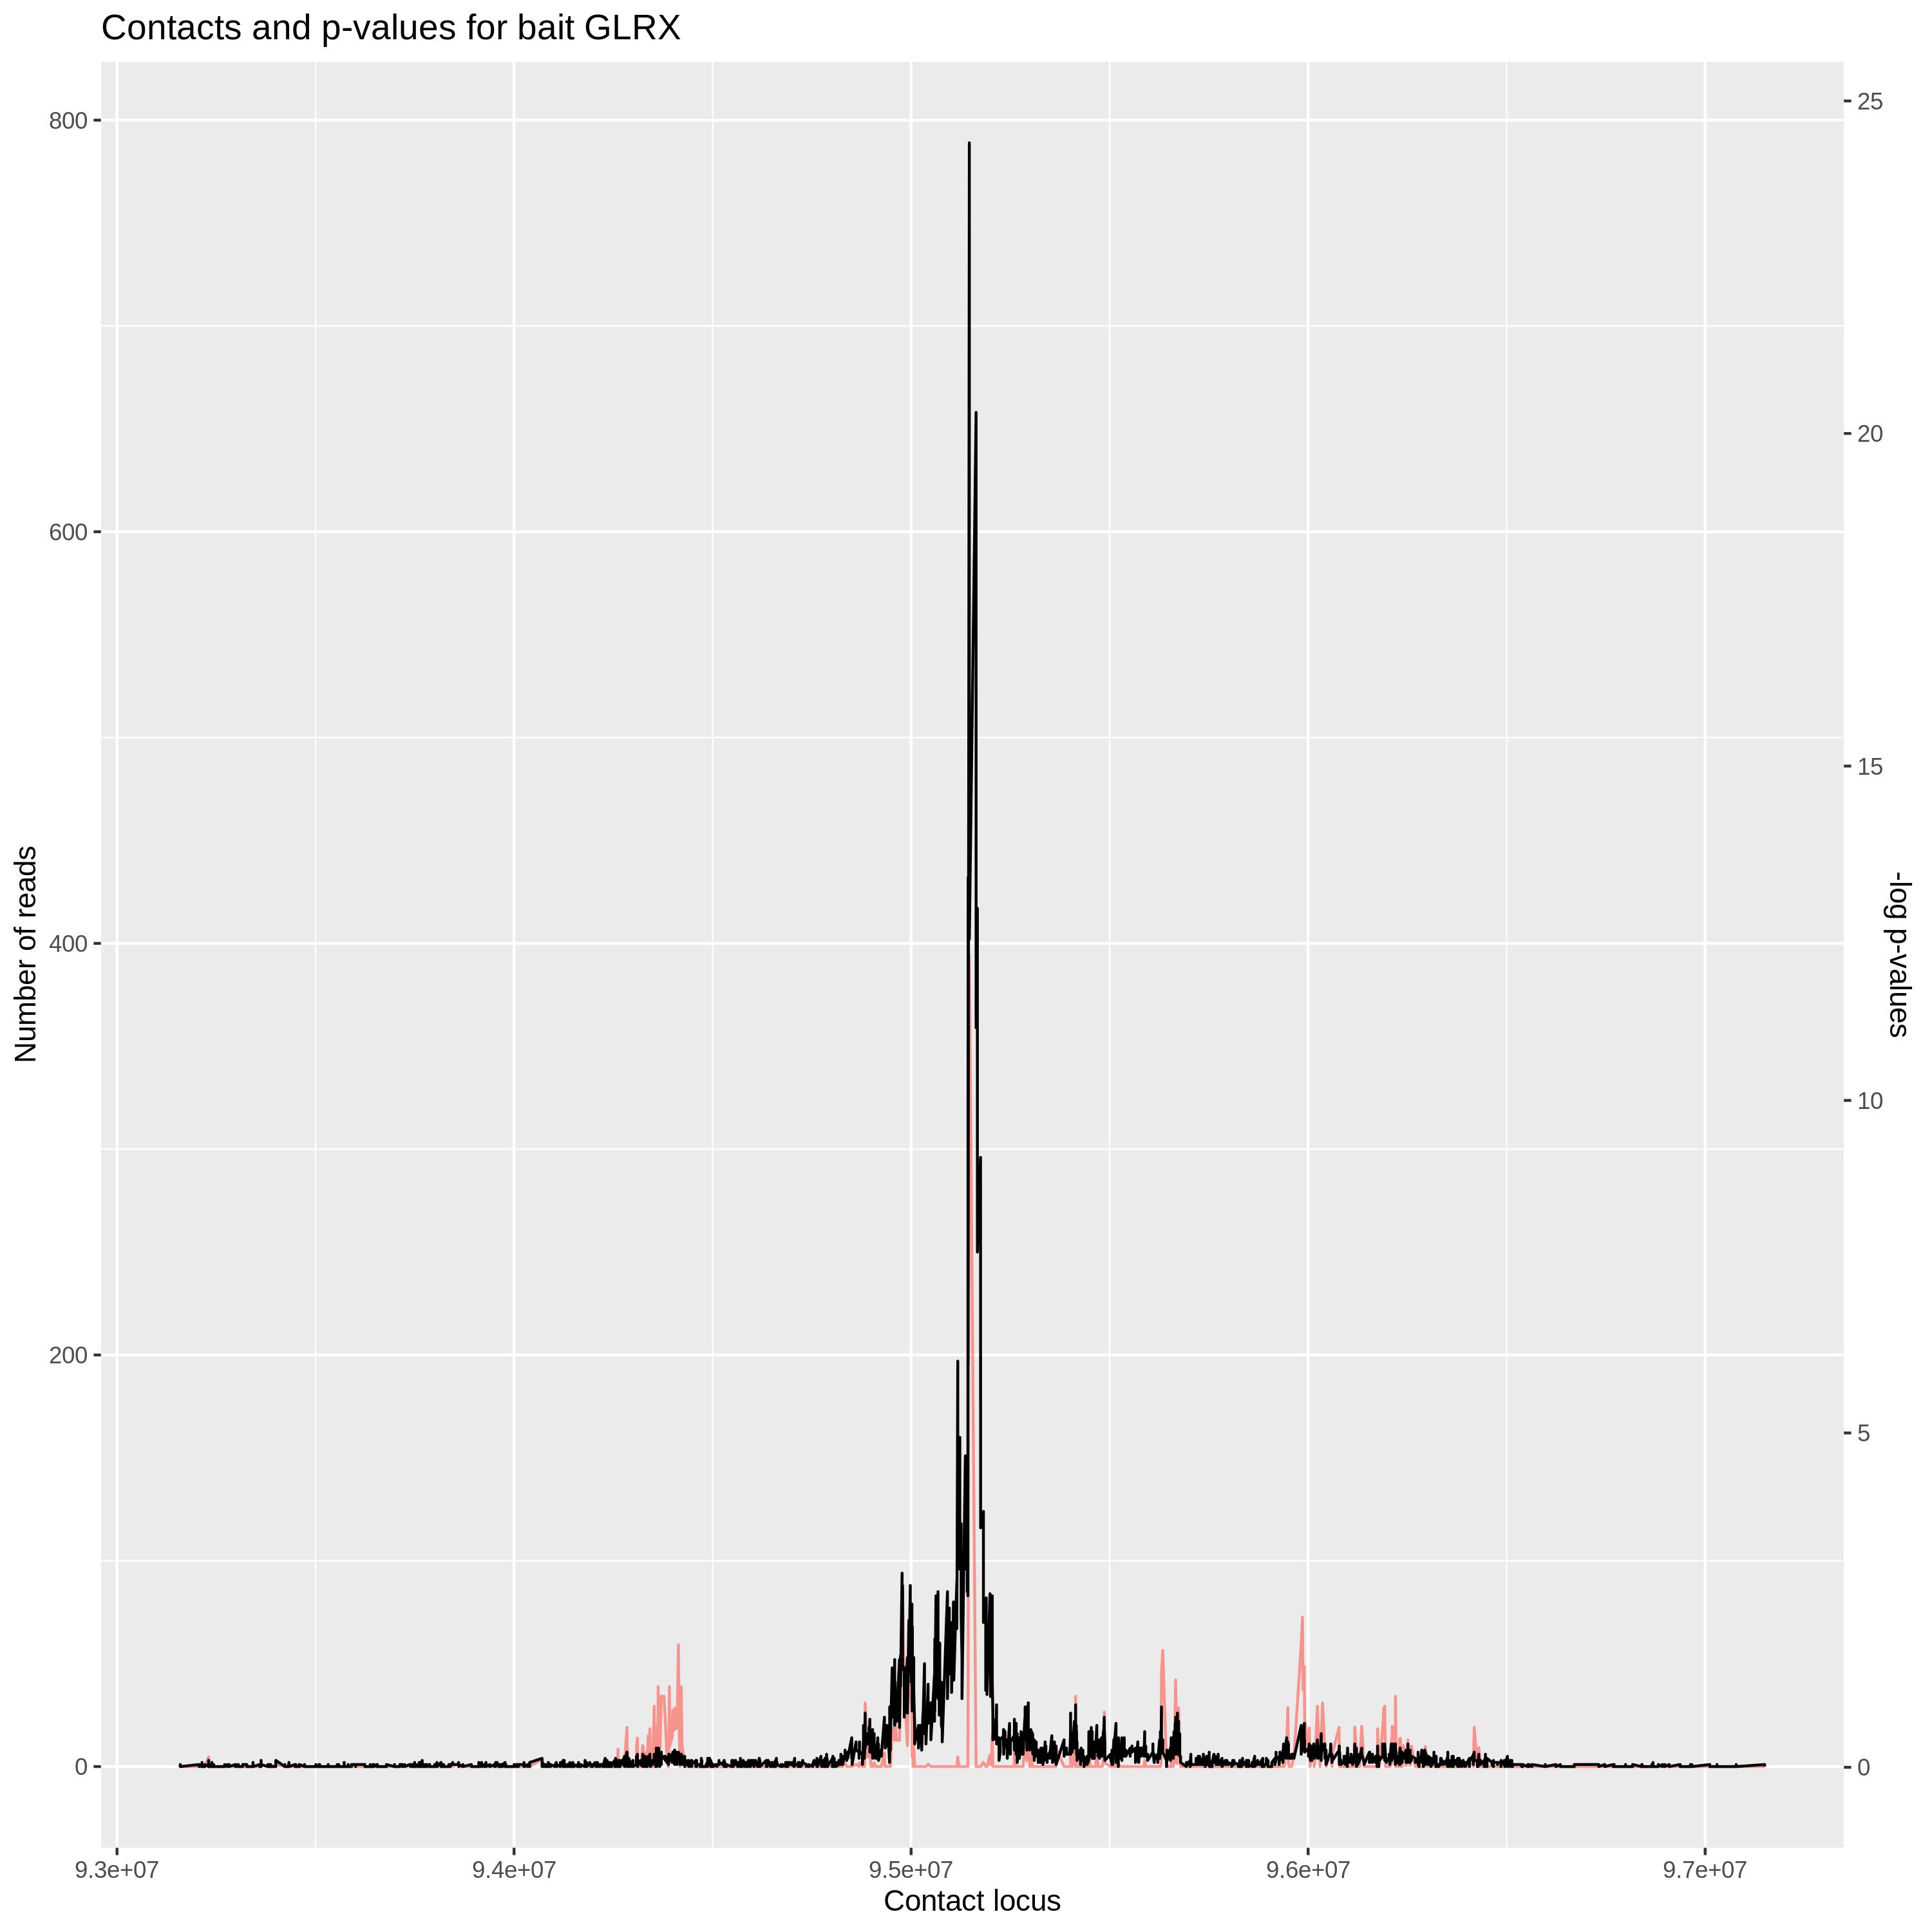 Contacts and p-values for bait GLRX
800
600
400
200
0
Number of reads
25
20
15
10
5
0
-log p-values
9.3e+07
9.4e+07
9.5e+07
9.6e+07
9.7e+07
Contact locus